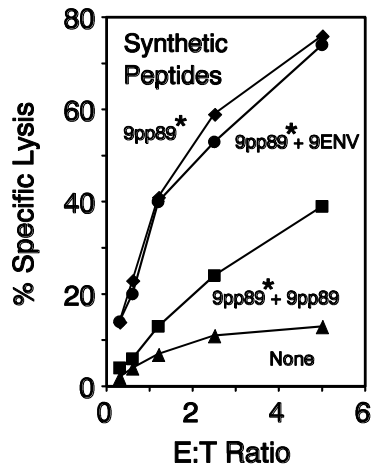 80
60
40
20
0
% Specific Lysis
Synthetic
Peptides
9pp89*
9pp89* + 9ENV
9pp89* + 9pp89
None
0 2 4 6
E:T Ratio